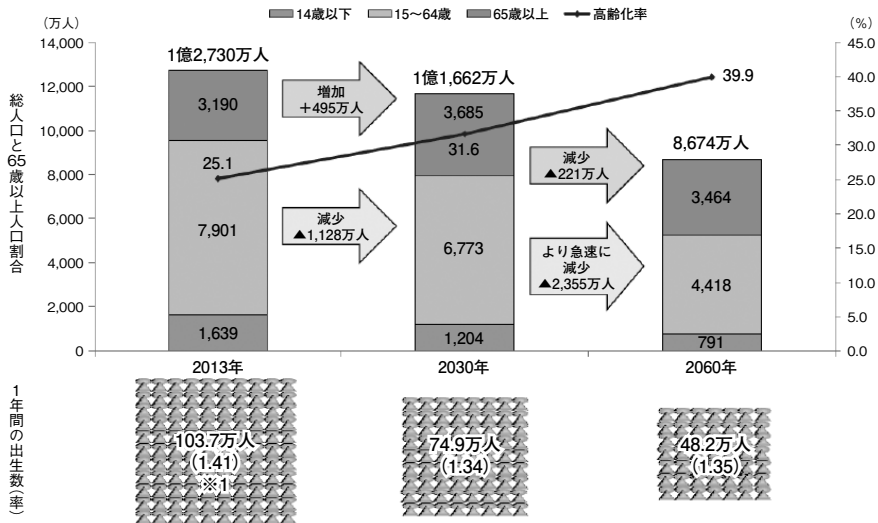 14歳以下 15〜64歳 65歳以上 高齢化率
(万人)
(%)
総人口と65歳以上人口割合
14,000
12,000
10,000
8,000
6,000
4,000
2,000
0
45.0
40.0
35.0
30.0
25.0
20.0
15.0
10.0
5.0
0.0
1億2,730万人
3,190
25.1
7,901
1,639
増加
+495万人
減少
▲1,128万人
1億1,662万人
3,685
31.6
6,773
1,204
減少
▲221万人
より急速に
減少
▲2,355万人
39.9
8,674万人
3,464
4,418
791
2013年 2030年 2060年
1年間の出生数(率)
103.7万人
(1.41)
※1
74.9万人
(1.34)
48.2万人
(1.35)